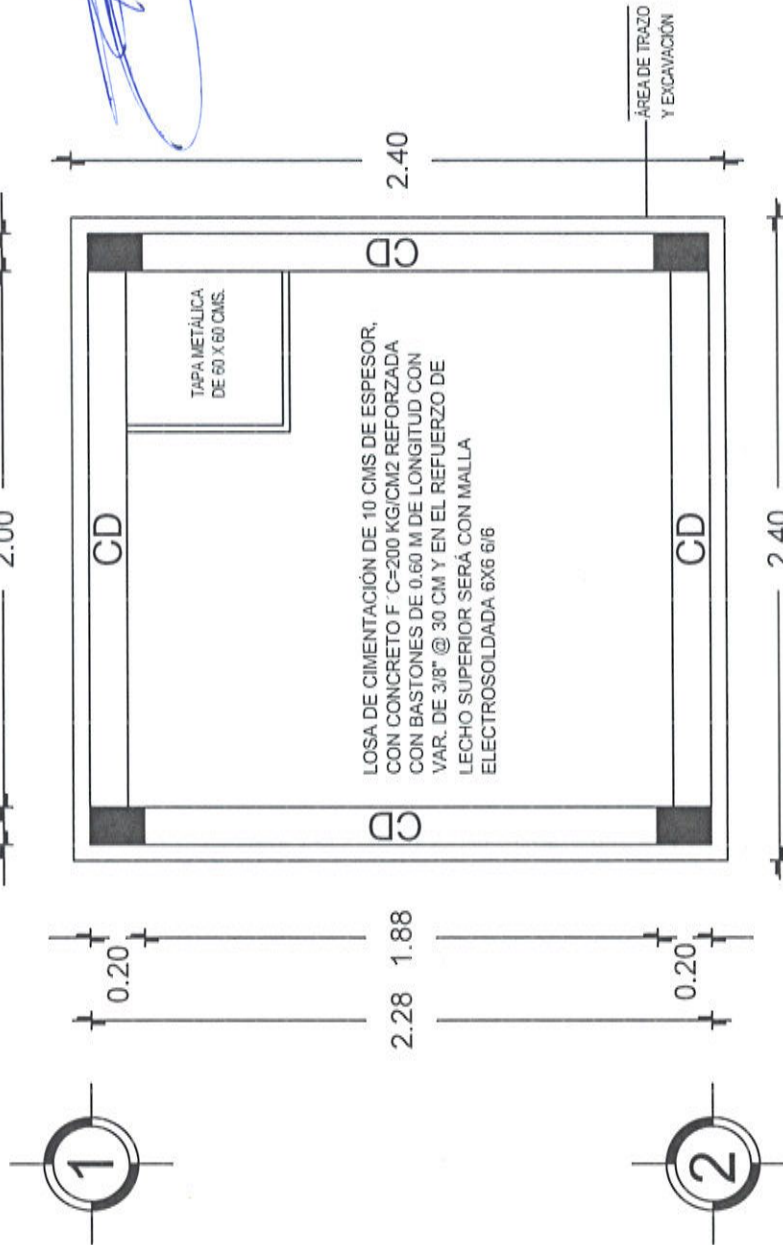 2.00
ÁREA DE TRAZO
Y EXCAVACIÓN
2.40
TAPA METÁLICA
DE 60 X 60 CMS.
CD
CD
CD
CD
LOSA DE CIMENTACIÓN DE 10 CMS DE ESPESOR,
CON CONCRETO F´C=200 KG/CM2 REFORZADA
CON BASTONES DE 0.60 M DE LONGITUD CON
VAR. DE 3/8" @ 30 CM Y EN EL REFUERZO DE
LECHO SUPERIOR SERÁ CON MALLA
ELECTROSOLDADA 6X6 6/6
2.40
0.20
1.88
2.28
0.20
1
2